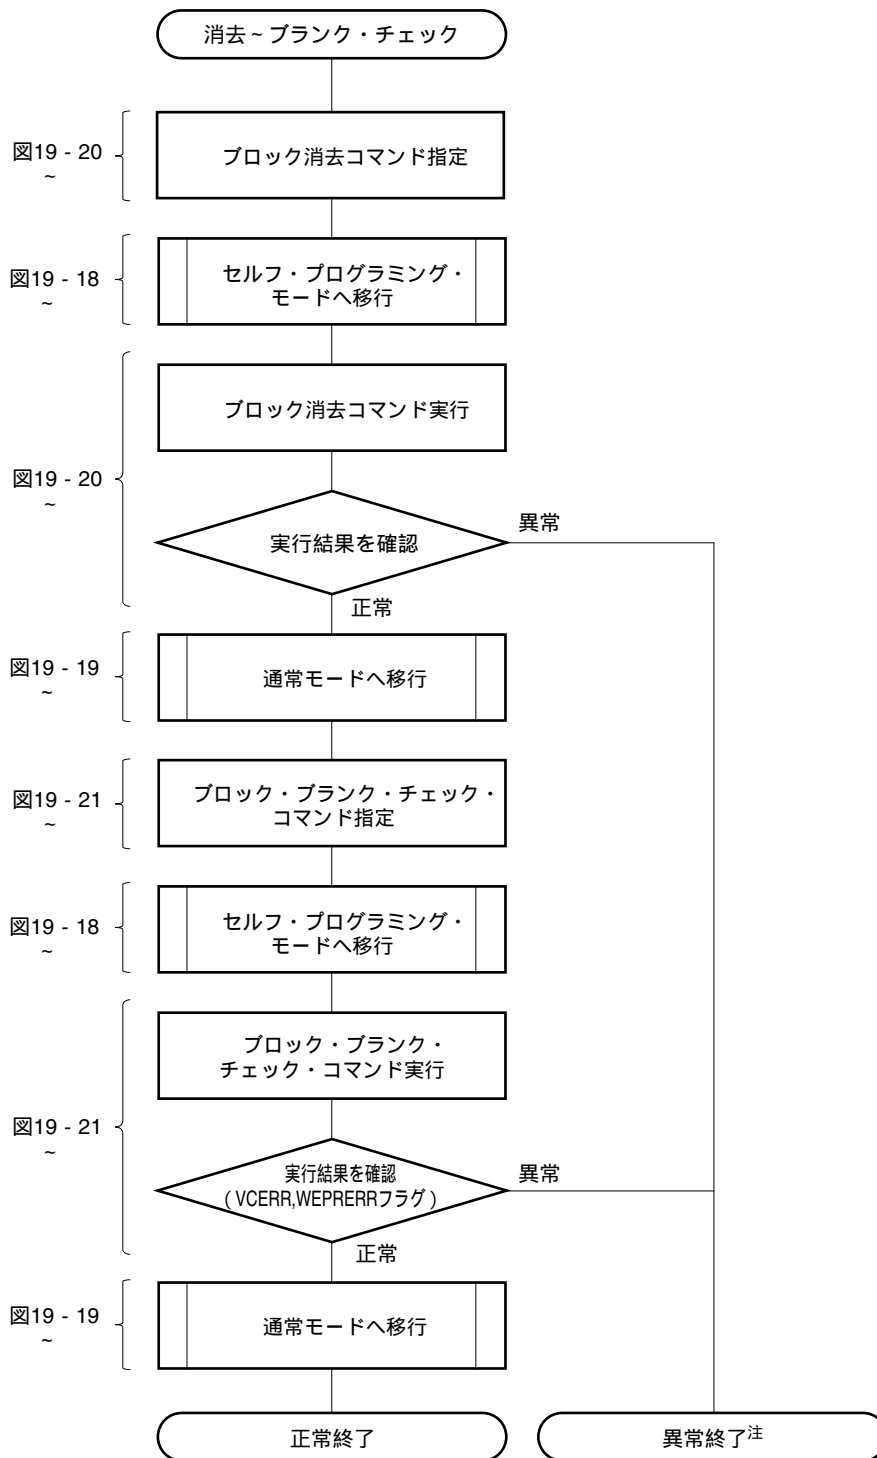 消去~ブランク・チェック
図19 - 20
~
ブロック消去コマンド指定
図19 - 18
~
セルフ・プログラミング・
モードへ移行
ブロック消去コマンド実行
図19 - 20
~
実行結果を確認
異常
正常
図19 - 19
~
通常モードへ移行
図19 - 21
~
ブロック・ブランク・チェック・
コマンド指定
図19 - 18
~
セルフ・プログラミング・
モードへ移行
ブロック・ブランク・
チェック・コマンド実行
図19 - 21
~
実行結果を確認
(VCERR,WEPRERRフラグ)
異常
正常
図19 - 19
~
通常モードへ移行
正常終了
異常終了注